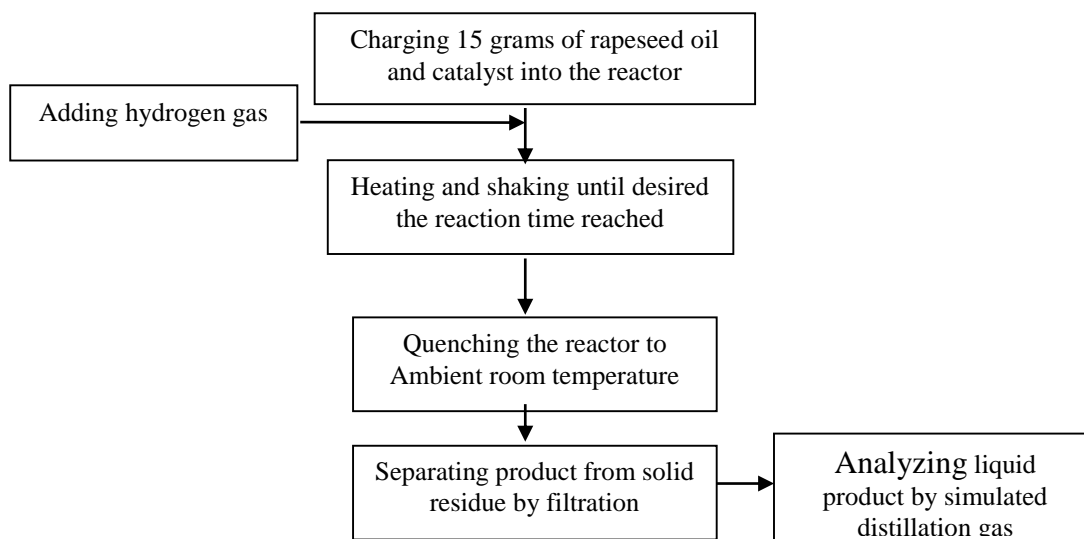 Charging 15 grams of rapeseed oil
and catalyst into the reactor
Adding hydrogen gas
Heating and shaking until desired
the reaction time reached
Quenching the reactor to
Ambient room temperature
Separating product from solid
residue by filtration
Analyzing liquid
product by simulated
distillation gas